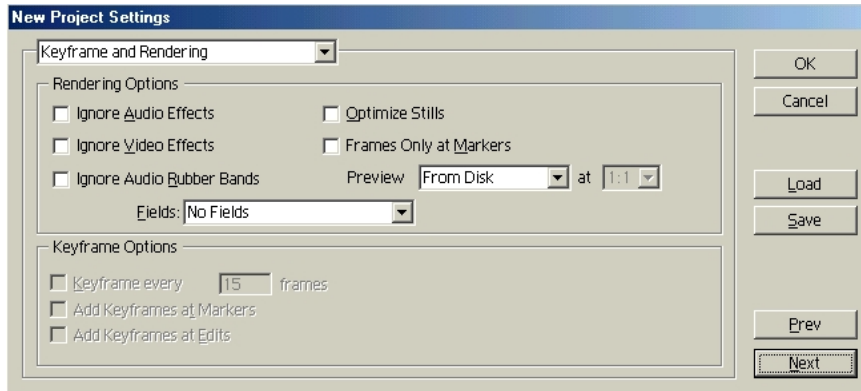 New Project Settings
Keyframe and Rendering
OK
Cancel
Load
Save
Prev
Next
Rendering Options
Ignore Audio Effects
Optimize Stills
Ignore Video Effects
Frames Only at Markers
Ignore Audio Rubber Bands
Preview From Disk at 1:1
Fields: No Fields
Keyframe Options
Keyframe every 15 frames
Add Keyframes at Markers
Add Keyframes at Edits